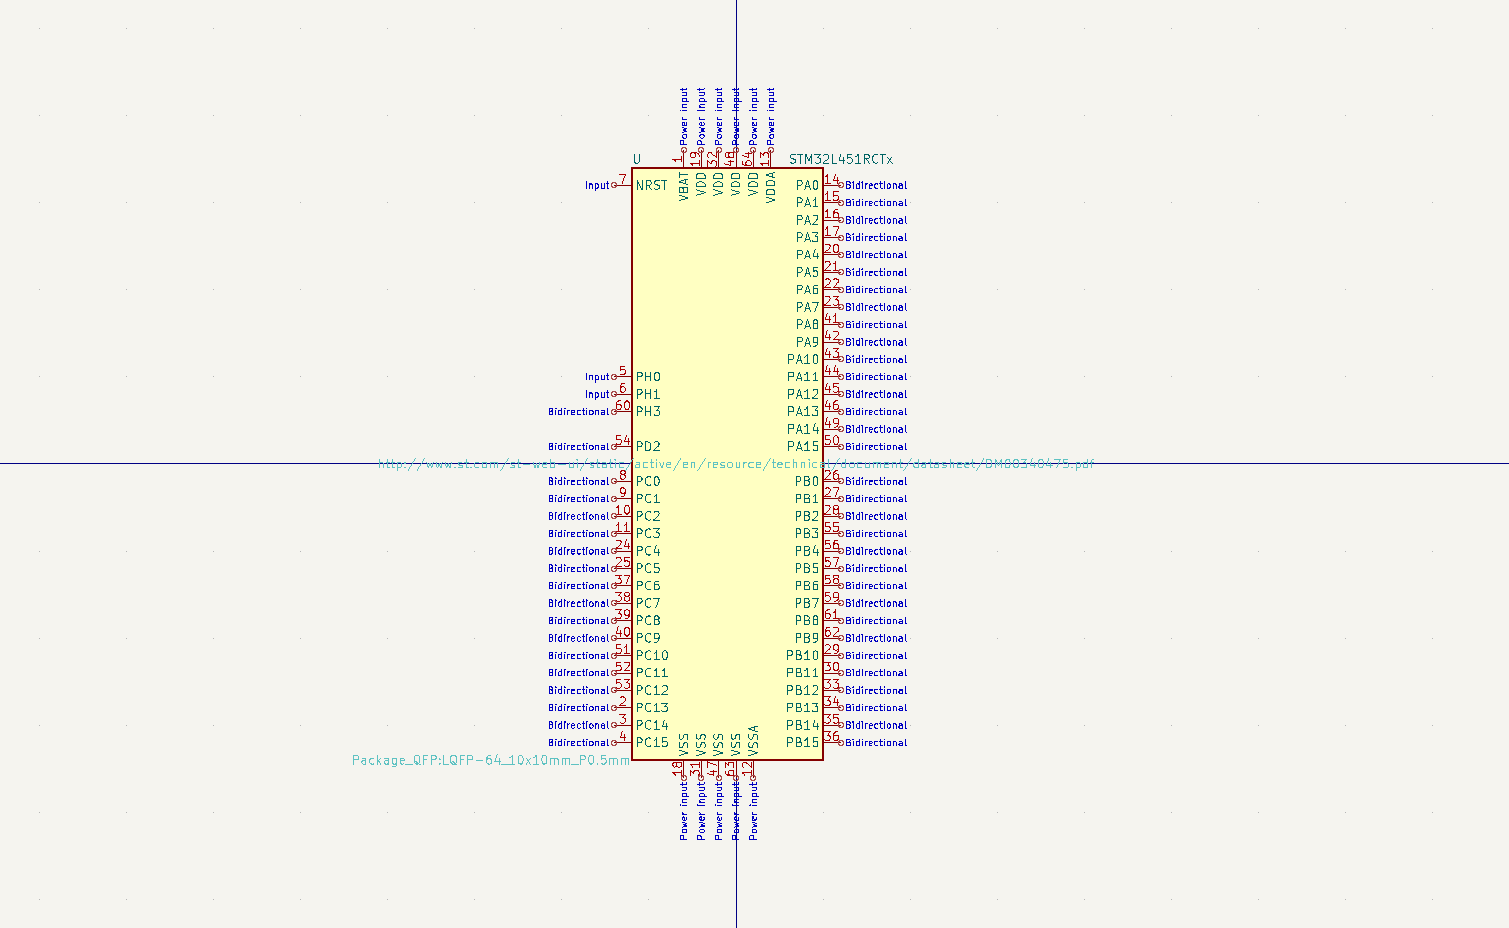 Power input Power input Power input Power input Power input Power input
1 19 32 48 64 13
U STM32L451RCTx
VBAT VDD VDD VDD VDD VDDA
Input 7 NRST PA0 14 Bidirectional
PA1 15 Bidirectional
PA2 16 Bidirectional
PA3 17 Bidirectional
PA4 20 Bidirectional
PA5 21 Bidirectional
PA6 22 Bidirectional
PA7 23 Bidirectional
PA8 41 Bidirectional
PA9 42 Bidirectional
PA10 43 Bidirectional
Input 5 PH0 PA11 44 Bidirectional
Input 6 PH1 PA12 45 Bidirectional
Bidirectional 60 PH3 PA13 46 Bidirectional
PA14 49 Bidirectional
Bidirectional 54 PD2 PA15 50 Bidirectional
http://www.st.com/st-web-ui/static/active/en/resource/technical/document/datasheet/DM00340475.pdf
Bidirectional 8 PC0 PB0 26 Bidirectional
Bidirectional 9 PC1 PB1 27 Bidirectional
Bidirectional 10 PC2 PB2 28 Bidirectional
Bidirectional 11 PC3 PB3 55 Bidirectional
Bidirectional 24 PC4 PB4 56 Bidirectional
Bidirectional 25 PC5 PB5 57 Bidirectional
Bidirectional 37 PC6 PB6 58 Bidirectional
Bidirectional 38 PC7 PB7 59 Bidirectional
Bidirectional 39 PC8 PB8 61 Bidirectional
Bidirectional 40 PC9 PB9 62 Bidirectional
Bidirectional 51 PC10 PB10 29 Bidirectional
Bidirectional 52 PC11 PB11 30 Bidirectional
Bidirectional 53 PC12 PB12 33 Bidirectional
Bidirectional 2 PC13 PB13 34 Bidirectional
Bidirectional 3 PC14 PB14 35 Bidirectional
Bidirectional 4 PC15 PB15 36 Bidirectional
VSS VSS VSS VSS VSSA
Package_QFP:LQFP-64_10x10mm_P0.5mm
18 31 47 63 12
Power input Power input Power input Power input Power input